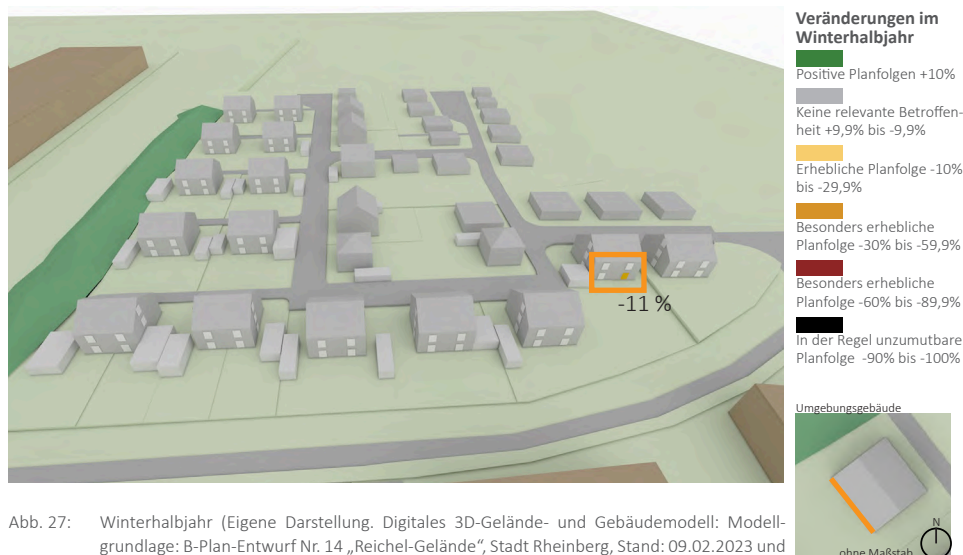 Veränderungen im
Winterhalbjahr
Positive Planfolgen +10%
Keine relevante Betroffen-
heit +9,9% bis -9,9%
Erhebliche Planfolge -10%
bis -29,9%
Besonders erhebliche
Planfolge -30% bis -59,9%
Besonders erhebliche
Planfolge -60% bis -89,9%
In der Regel unzumutbare
Planfolge -90% bis -100%
-11 %
Umgebungsgebäude
N
ohne Maßstab
Abb. 27: Winterhalbjahr (Eigene Darstellung. Digitales 3D-Gelände- und Gebäudemodell: Modell-
grundlage: B-Plan-Entwurf Nr. 14 „Reichel-Gelände“, Stadt Rheinberg, Stand: 09.02.2023 und